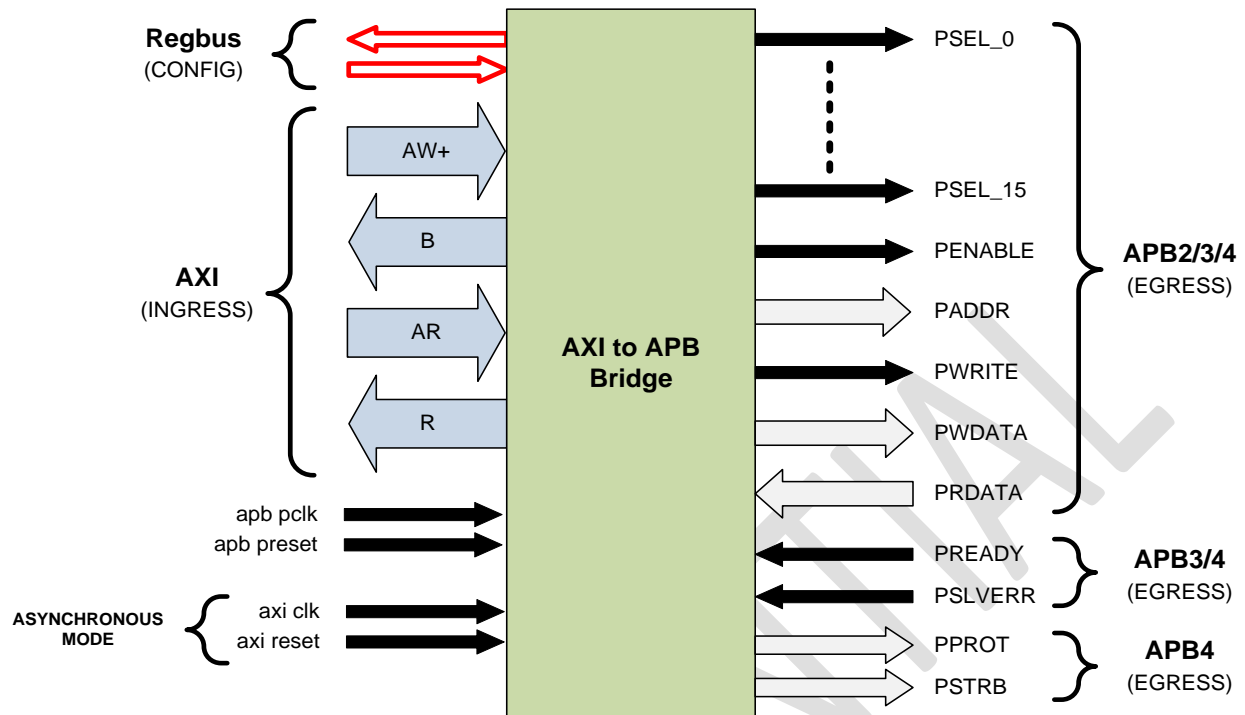 Regbus
(CONFIG)
AW+
B
AXI
(INGRESS)
AR
R
apb pclk
apb preset
ASYNCHRONOUS
MODE
axi clk
axi reset
AXI to APB
Bridge
PSEL_0
PSEL_15
PENABLE
PADDR
PWRITE
PWDATA
PRDATA
APB2/3/4
(EGRESS)
PREADY
PSLVERR
APB3/4
(EGRESS)
PPROT
PSTRB
APB4
(EGRESS)